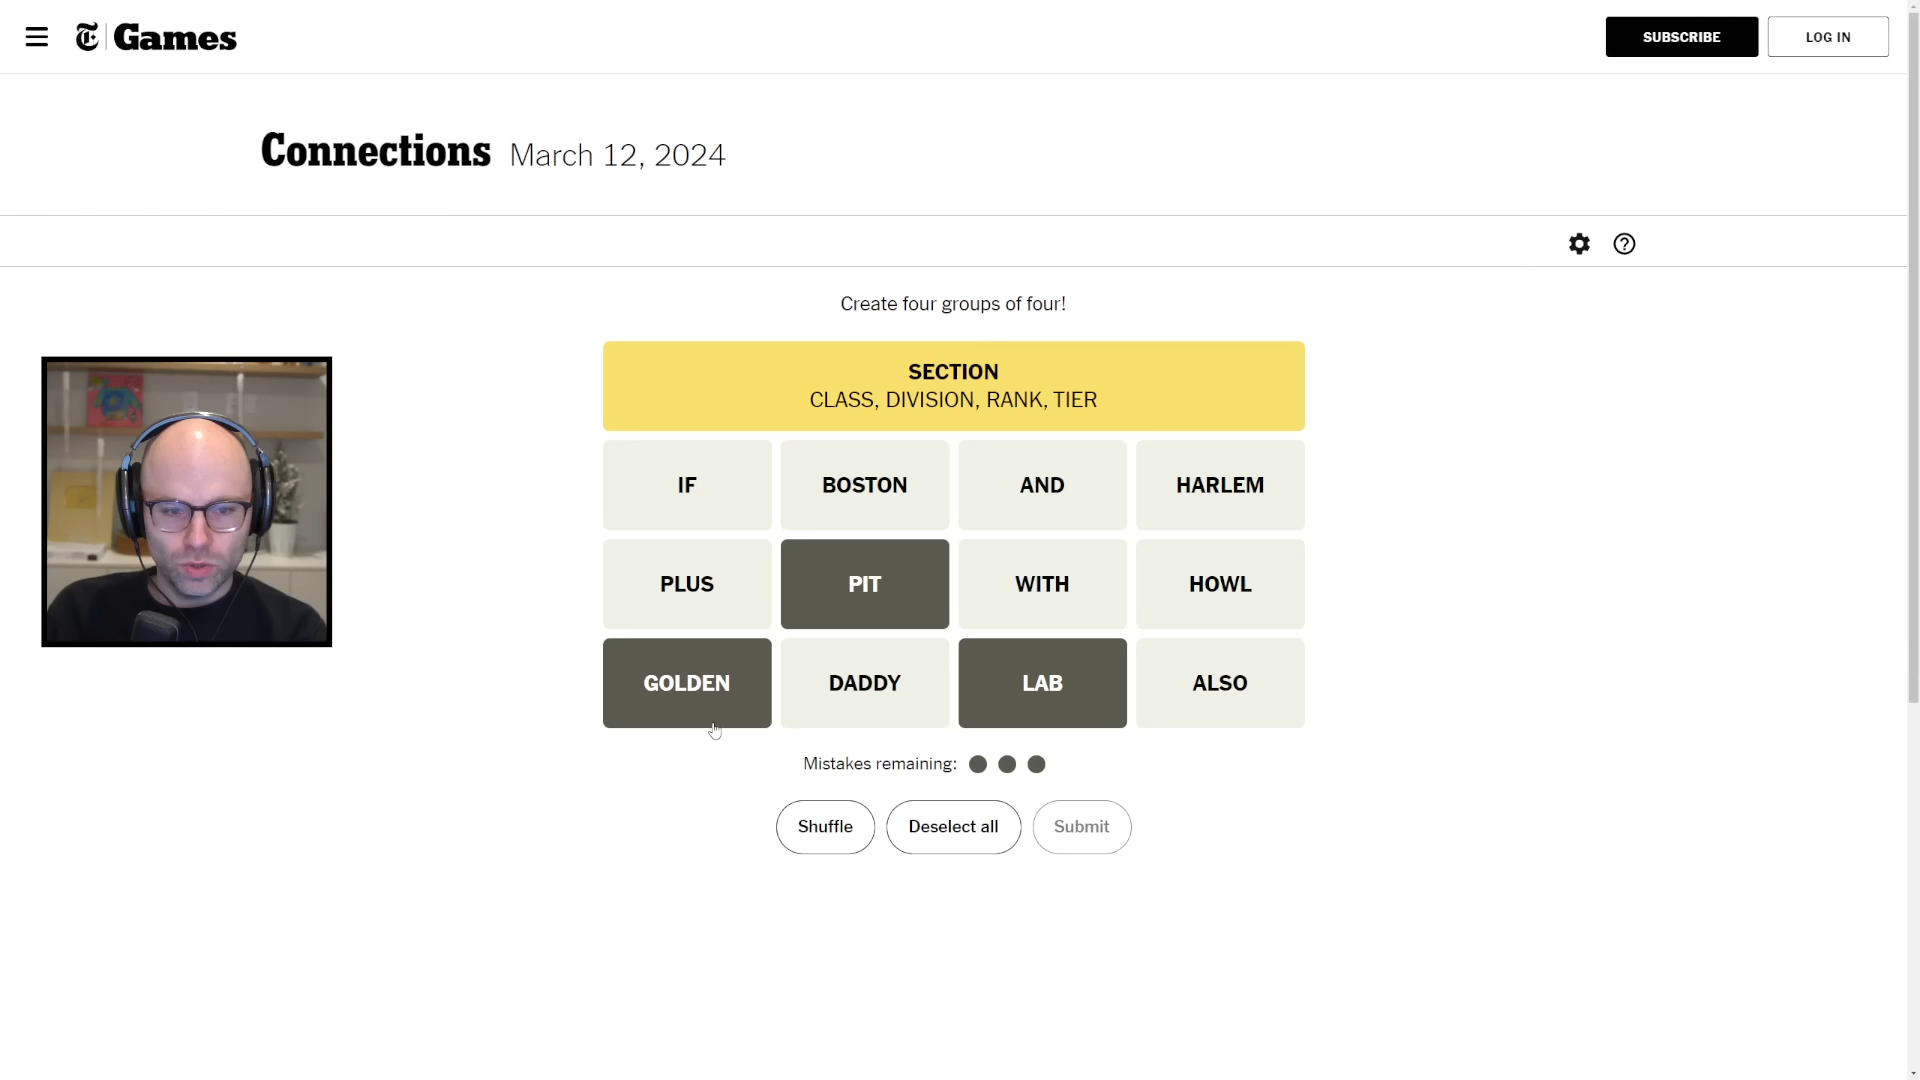 T Games
SUBSCRIBE
LOG IN
Connections March 12, 2024
Create four groups of four!
SECTION
CLASS, DIVISION, RANK, TIER
IF BOSTON AND HARLEM
PLUS PIT WITH HOWL
GOLDEN DADDY LAB ALSO
Mistakes remaining:
Shuffle Deselect all Submit